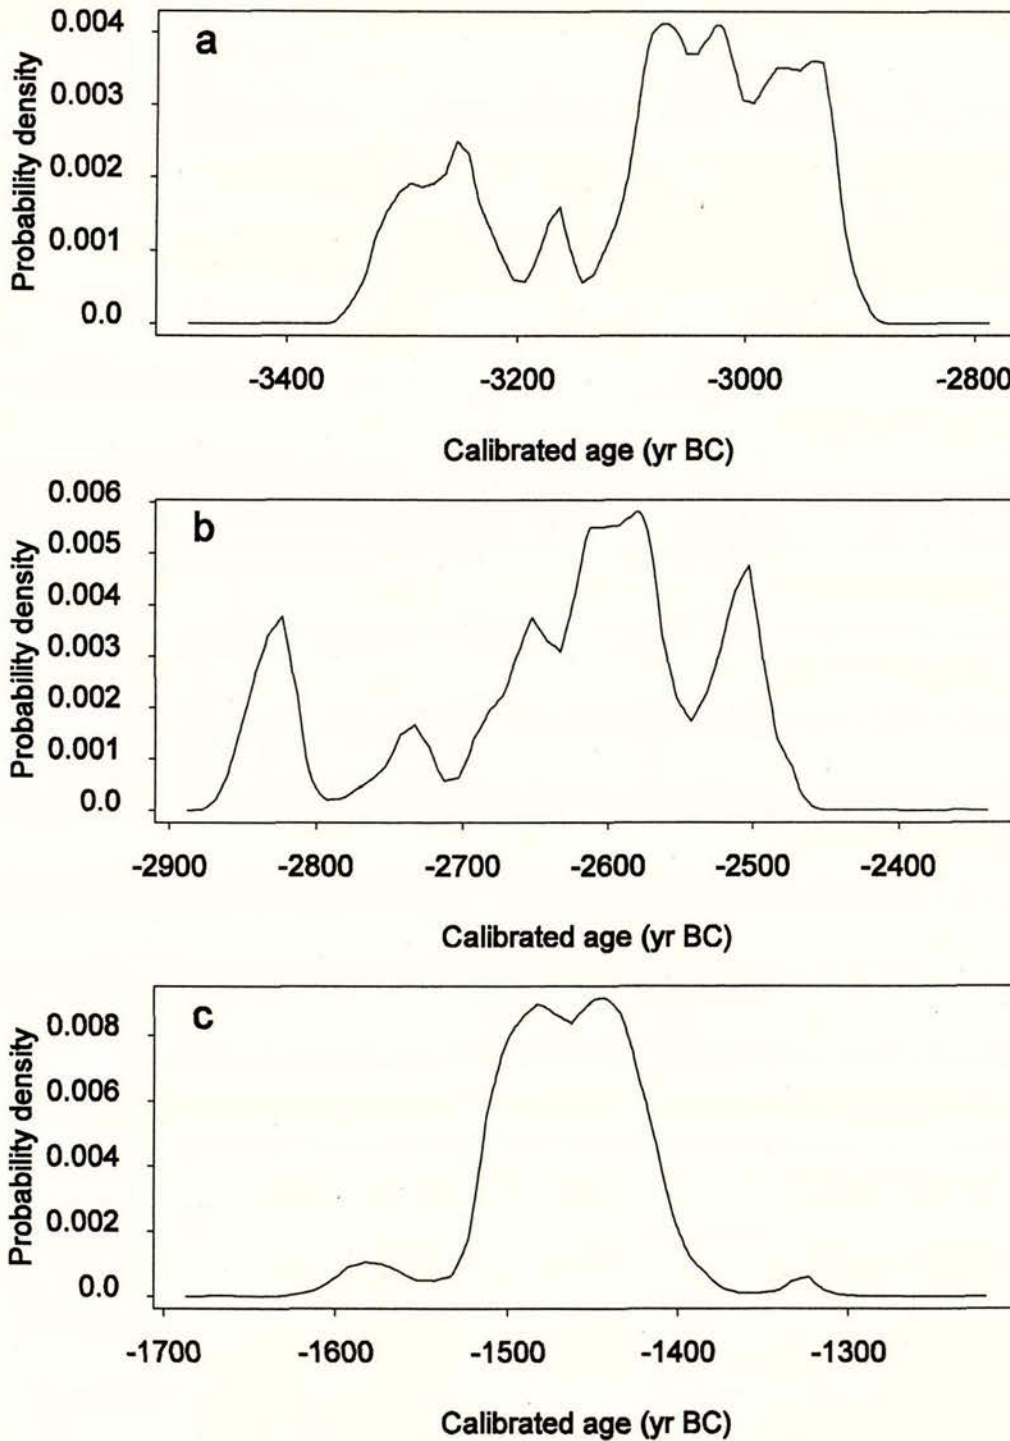 a
Probability density
0.004
0.003
0.002
0.001
0.0
-3400 -3200 -3000 -2800
Calibrated age (yr BC)
b
Probability density
0.006
0.005
0.004
0.003
0.002
0.001
0.0
-2900 -2800 -2700 -2600 -2500 -2400
Calibrated age (yr BC)
c
Probability density
0.008
0.006
0.004
0.002
0.0
-1700 -1600 -1500 -1400 -1300
Calibrated age (yr BC)